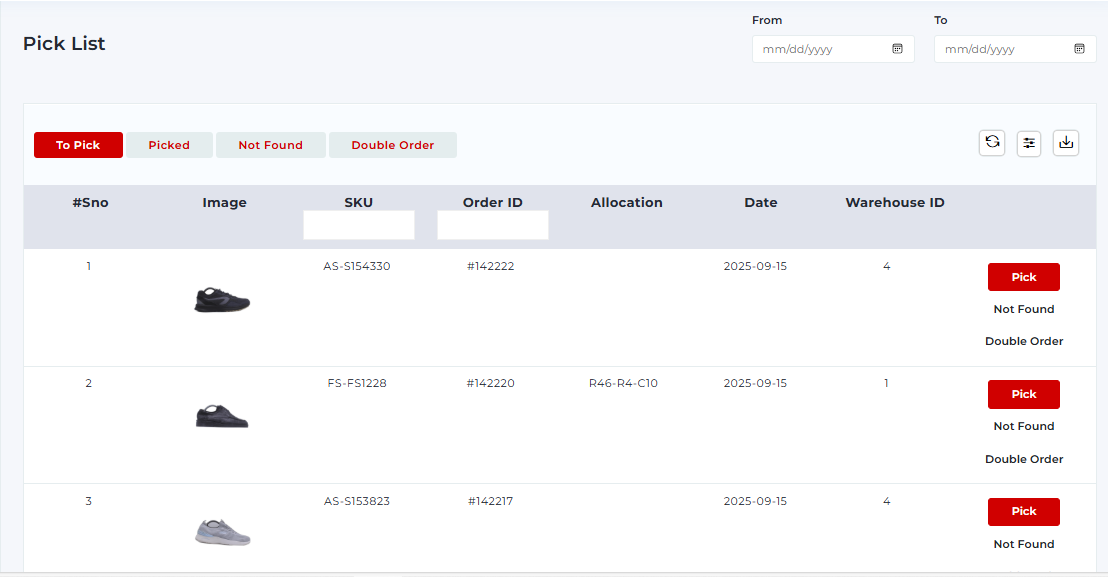 From To
Pick List
mm/dd/yyyy mm/dd/yyyy
To Pick Picked Not Found Double Order
#Sno Image SKU Order ID Allocation Date Warehouse ID
1 AS-S154330 #142222 2025-09-15 4
Pick
Not Found
Double Order
2 FS-FS1228 #142220 R46-R4-C10 2025-09-15 1
Pick
Not Found
Double Order
3 AS-S153823 #142217 2025-09-15 4
Pick
Not Found